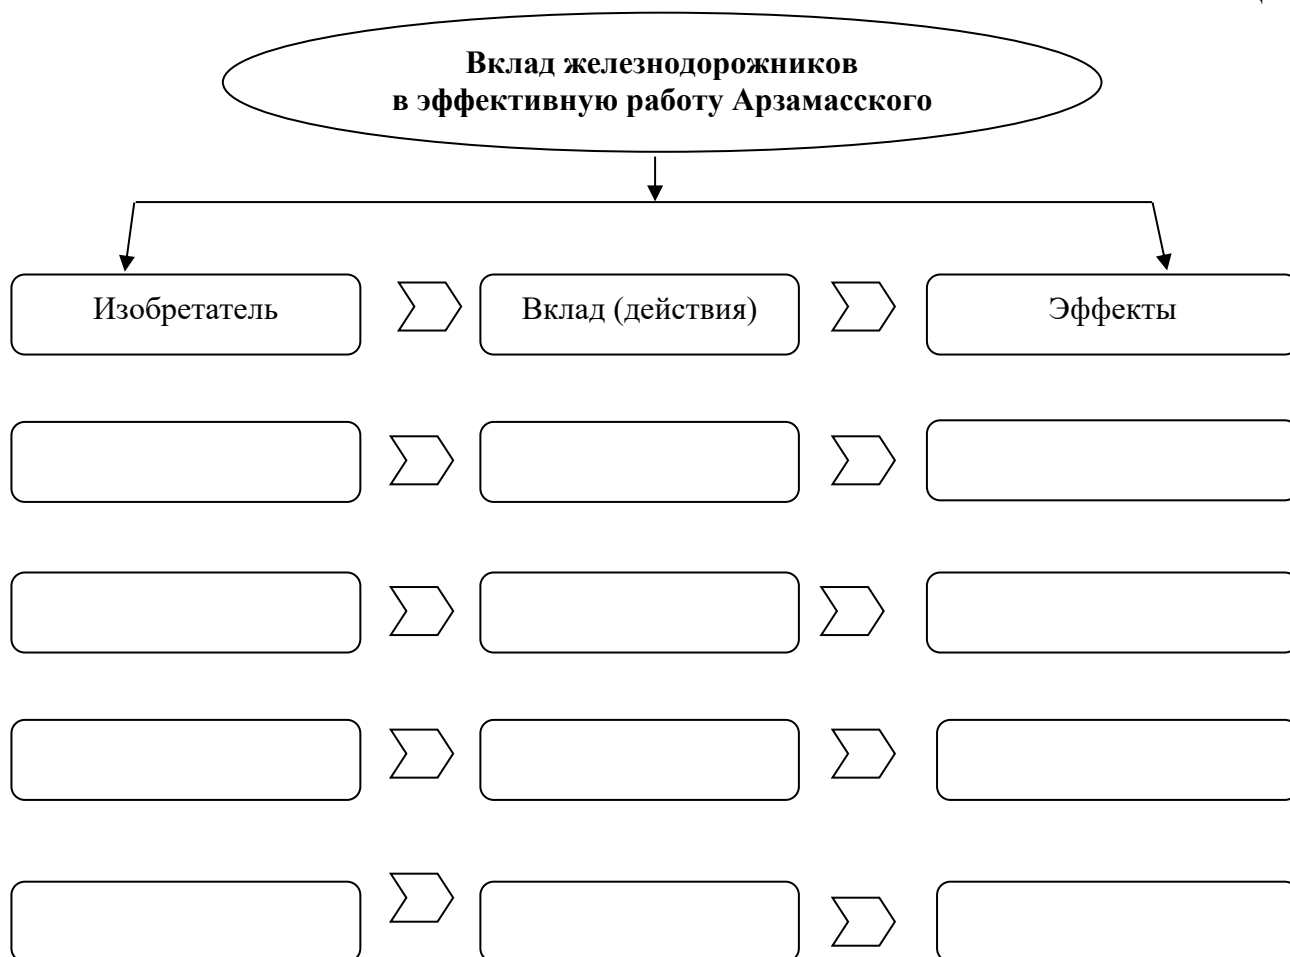 Вклад железнодорожников
в эффективную работу Арзамасского
Изобретатель
Вклад (действия)
Эффекты